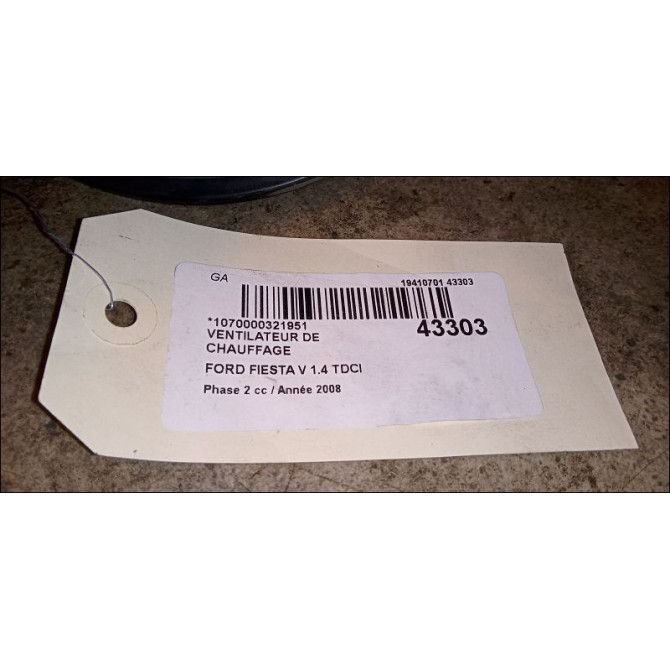 GA
19410701 43303
*1070000321951
43303
VENTILATEUR DE
CHAUFFAGE
FORD FIESTA V 1.4 TDCI
Phase 2 cc / Année 2008